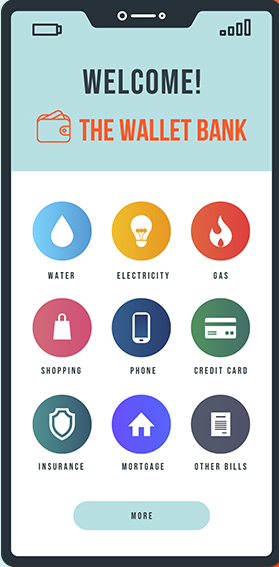 WELCOME!
THE WALLET BANK
WATER ELECTRICITY GAS
SHOPPING PHONE CREDIT CARD
INSURANCE MORTGAGE OTHER BILLS
MORE